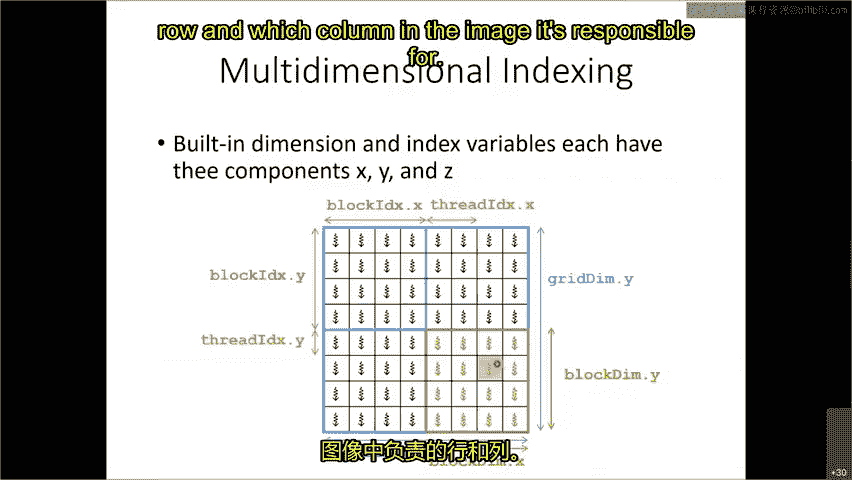 row and which column in the image it's responsible
for.
Multidimensional Indexing
• Built-in dimension and index variables each have
thee components x, y, and z
blockIdx.x threadIdx.x
blockIdx.y
gridDim.y
threadIdx.y
blockDim.y
图像中负责的行和列。
blockDim.x
+30